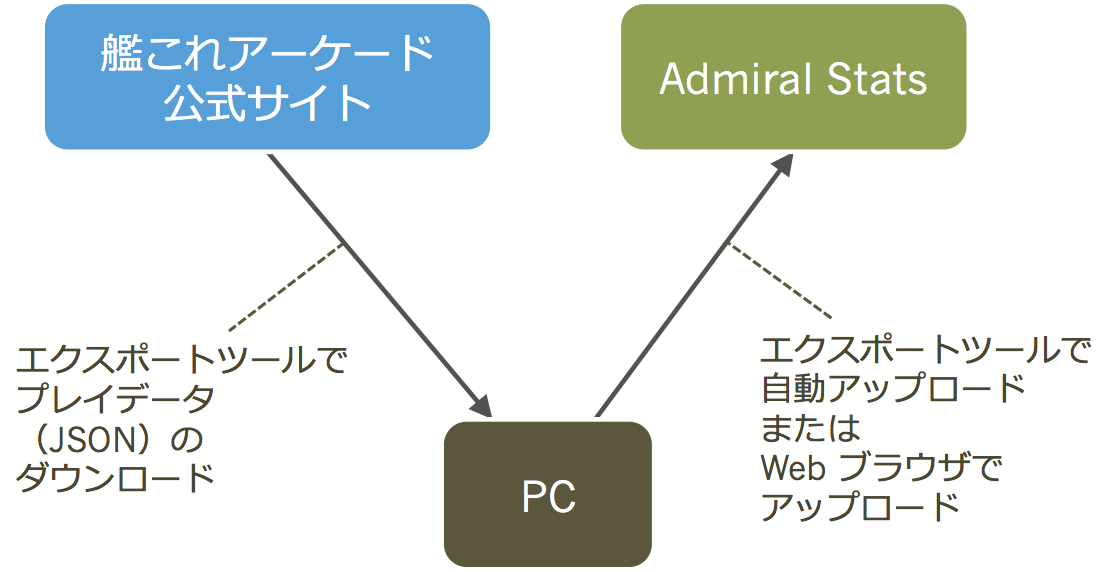 艦これアーケード
公式サイト
Admiral Stats
エクスポートツールで
プレイデータ
（JSON）の
ダウンロード
エクスポートツールで
自動アップロード
または
Web ブラウザで
アップロード
PC